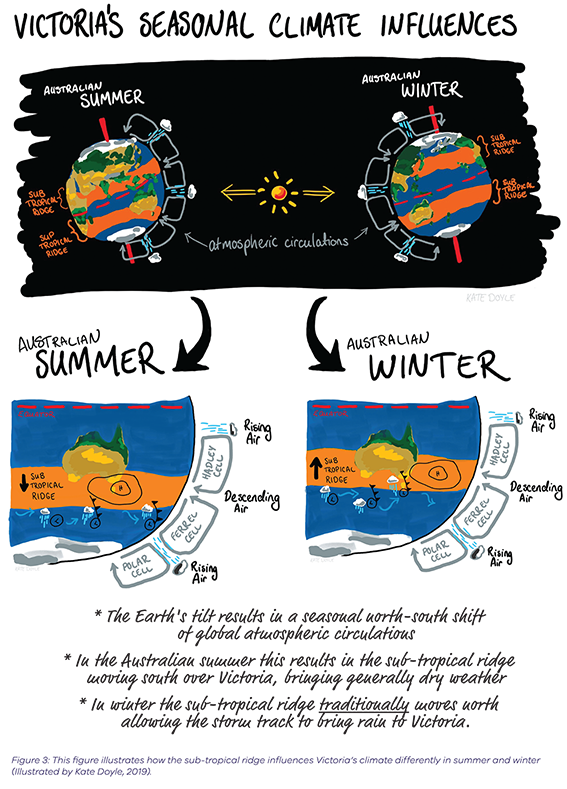 VICTORIA'S SEASONAL CLIMATE INFLUENCES
AUSTRALIAN
SUMMER
AUSTRALIAN
WINTER
SUB
TROPICAL
RIDGE
SUB
TROPICAL
RIDGE
SUB
TROPICAL
RIDGE
SUB
TROPICAL
RIDGE
atmospheric circulations
KATE DOYLE
AUSTRALIAN
SUMMER
AUSTRALIAN
WINTER
EQUATOR
SUB
TROPICAL
RIDGE
H
L
L
L
Rising
Air
HADLEY
CELL
Descending
Air
FERREL
CELL
POLAR
CELL
Rising
Air
EQUATOR
SUB
TROPICAL
RIDGE
H
L
L
L
Rising
Air
HADLEY
CELL
Descending
Air
FERREL
CELL
POLAR
CELL
Rising
Air
* The Earth's tilt results in a seasonal north-south shift
of global atmospheric circulations
* In the Australian summer this results in the sub-tropical ridge
moving south over Victoria, bringing generally dry weather
* In winter the sub-tropical ridge traditionally moves north
allowing the storm track to bring rain to Victoria.
Figure 3: This figure illustrates how the sub-tropical ridge influences Victoria's climate differently in summer and winter
(Illustrated by Kate Doyle, 2019).